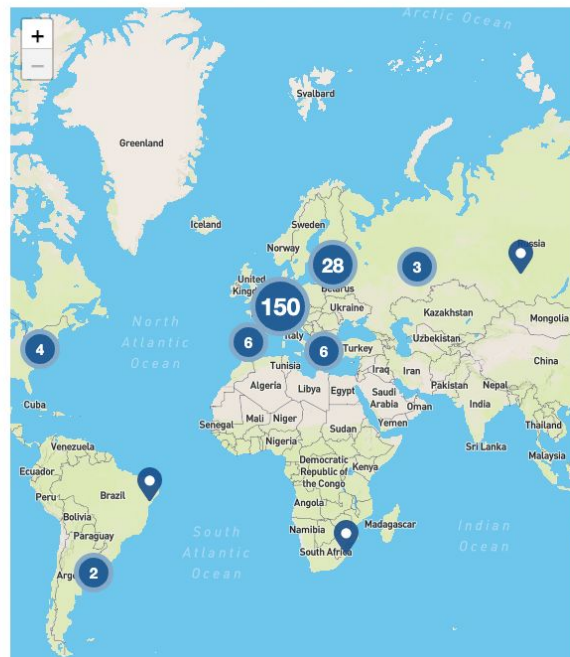 +
−
Arctic Ocean
Svalbard
Greenland
Iceland
Sweden
Norway
Russia
28
3
United
Kingdom
Belarus
150
Ukraine
Kazakhstan
Mongolia
North
Atlantic
Ocean
4
6
Italy
6
Turkey
Uzbekistan
China
Tunisia
Iraq
Iran
Algeria
Libya
Egypt
Saudi
Arabia
Pakistan
Nepal
Oman
India
Cuba
Mali
Niger
Senegal
Sudan
Yemen
Thailand
Nigeria
Sri Lanka
Malaysia
Venezuela
Ecuador
Democratic
Republic of
the Congo
Kenya
Peru
Brazil
Angola
Bolivia
Namibia
Madagascar
Paraguay
South
Atlantic
Ocean
South Africa
Indian
Ocean
2